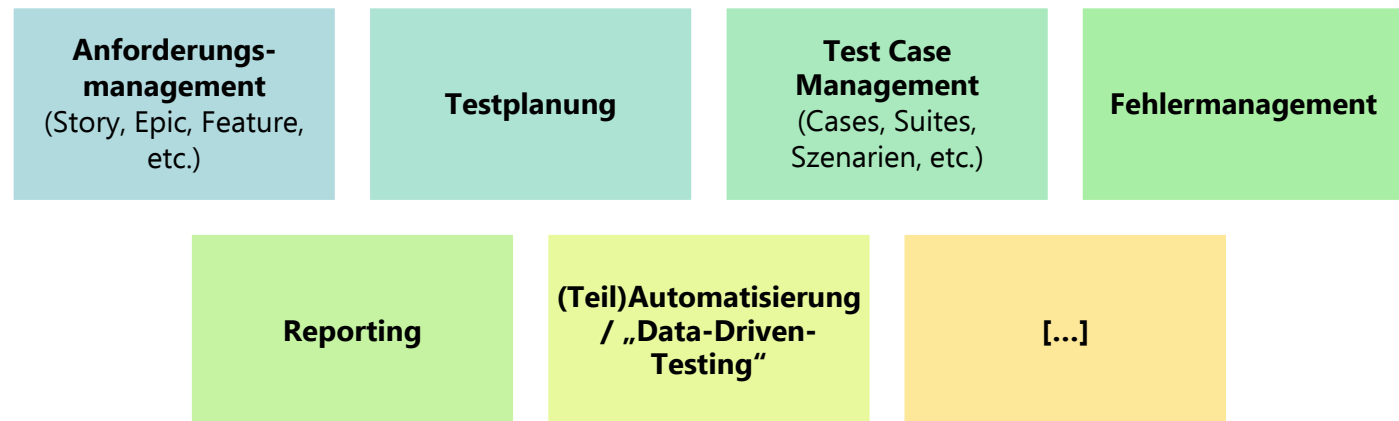 Anforderungs-
management
(Story, Epic, Feature,
etc.)
Testplanung
Test Case
Management
(Cases, Suites,
Szenarien, etc.)
Fehlermanagement
Reporting
(Teil)Automatisierung
/ „Data-Driven-
Testing“
[…]